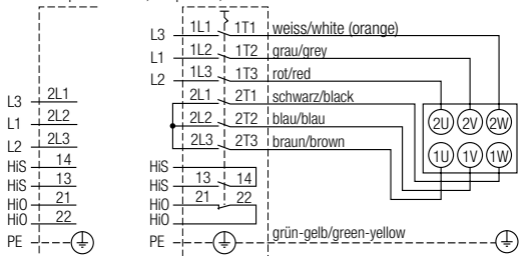 L3 1L1 1T1 weiss/white (orange)
L1 1L2 1T2 grau/grey
L2 1L3 1T3 rot/red
2L1 2T1 schwarz/black
2L2 2T2 blau/blau
2L3 2T3 braun/brown
2U 2V 2W
1U 1V 1W
L3 2L1
L1 2L2
L2 2L3
HiS 14
HiS 13
HiO 21
HiO 22
PE
HiS
HiS 13 14
HiO 21 22
HiO
PE grün-gelb/green-yellow